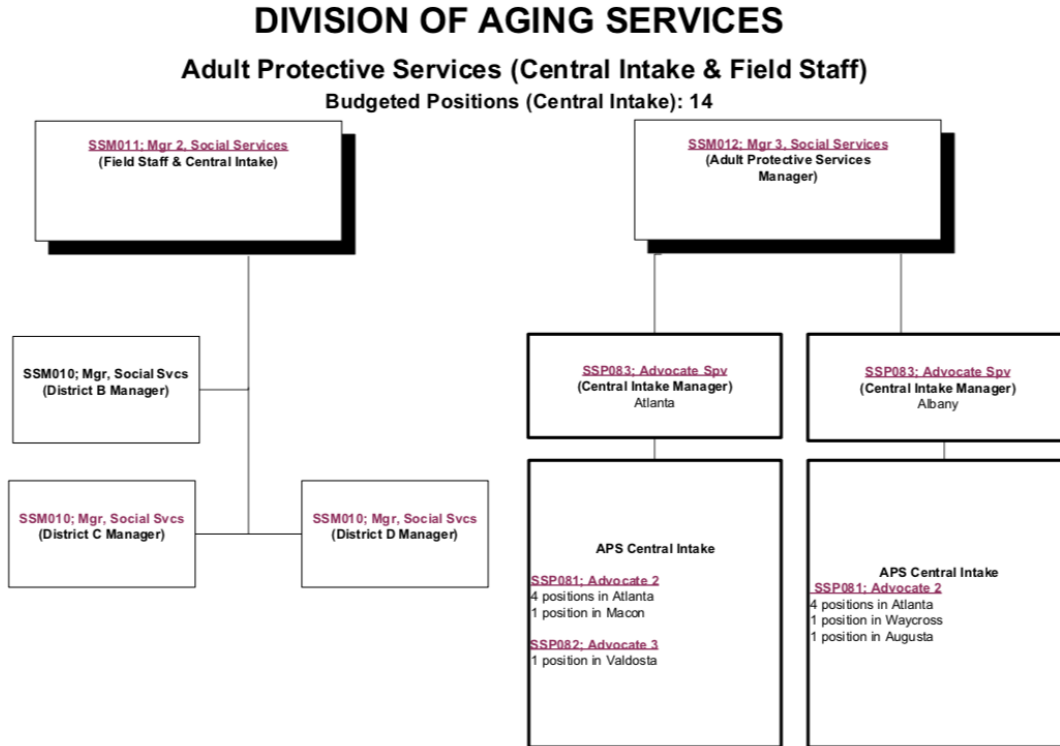 DIVISION OF AGING SERVICES
Adult Protective Services (Central Intake & Field Staff)
Budgeted Positions (Central Intake): 14
SSM011; Mgr 2, Social Services
(Field Staff & Central Intake)
SSM012; Mgr 3, Social Services
(Adult Protective Services
Manager)
SSM010; Mgr, Social Svcs
(District B Manager)
SSP083; Advocate Spv
(Central Intake Manager)
Atlanta
SSP083; Advocate Spv
(Central Intake Manager)
Albany
SSM010; Mgr, Social Svcs
(District C Manager)
SSM010; Mgr, Social Svcs
(District D Manager)
APS Central Intake
SSP081; Advocate 2
4 positions in Atlanta
1 position in Macon
SSP082; Advocate 3
1 position in Valdosta
APS Central Intake
SSP081; Advocate 2
4 positions in Atlanta
1 position in Waycross
1 position in Augusta